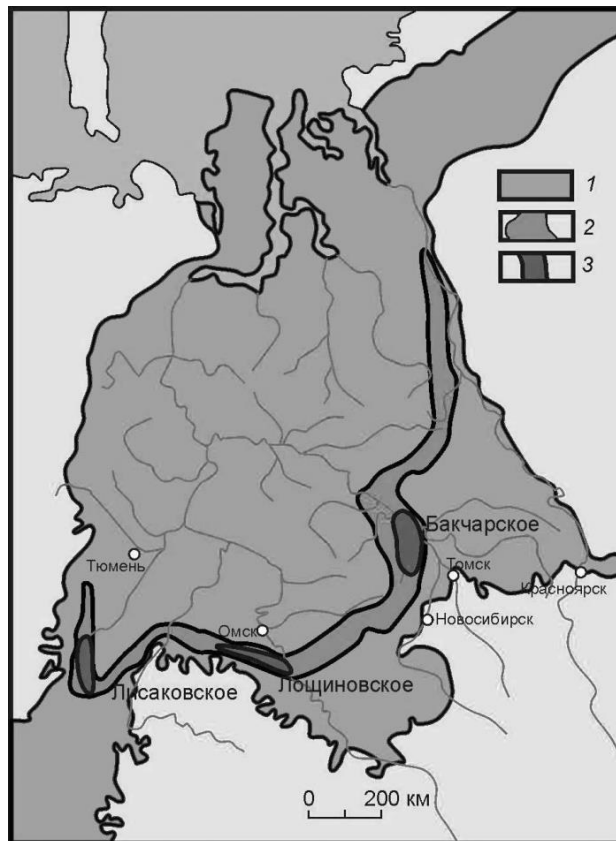 1
2
3
Бакчарское
Тюмень
Томск
Красноярск
Новосибирск
Омск
Лисаковское
Лощиновское
0 200 км